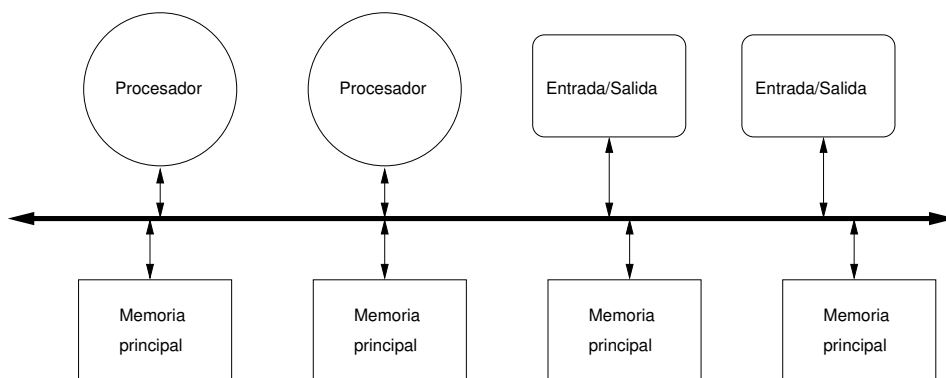 Procesador
Procesador
Entrada/Salida
Entrada/Salida
Memoria
principal
Memoria
principal
Memoria
principal
Memoria
principal